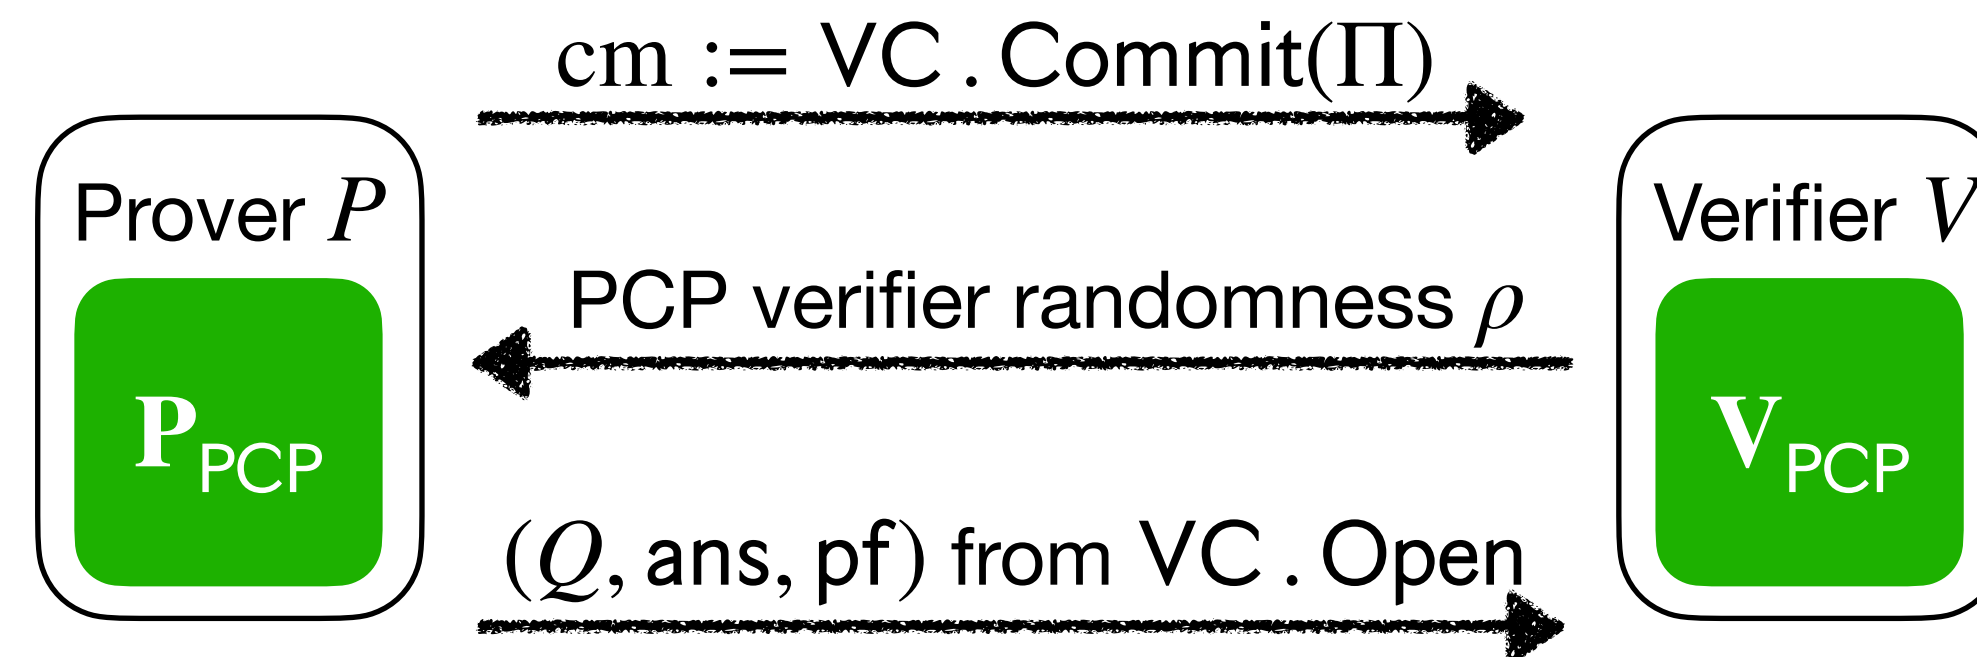 cm := VC . Commit(Π)
Prover P
Verifier V
PCP verifier randomness ρ
P_PCP
V_PCP
(Q, ans, pf) from VC . Open